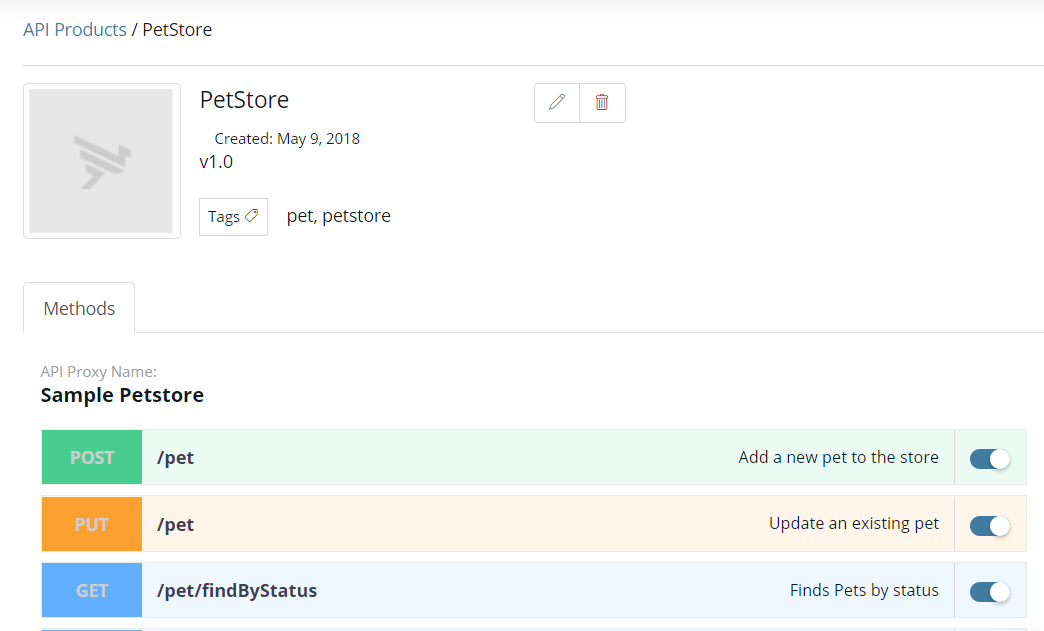 API Products / PetStore
PetStore
Created: May 9, 2018
v1.0
Tags pet, petstore
Methods
API Proxy Name:
Sample Petstore
POST /pet Add a new pet to the store
PUT /pet Update an existing pet
GET /pet/findByStatus Finds Pets by status